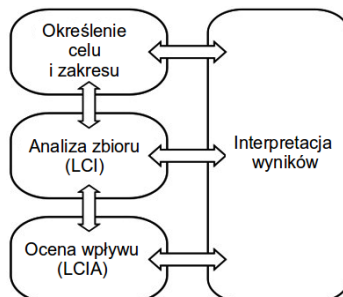 Określenie
celu
i zakresu
Analiza zbioru
(LCI)
Ocena wpływu
(LCIA)
Interpretacja
wyników